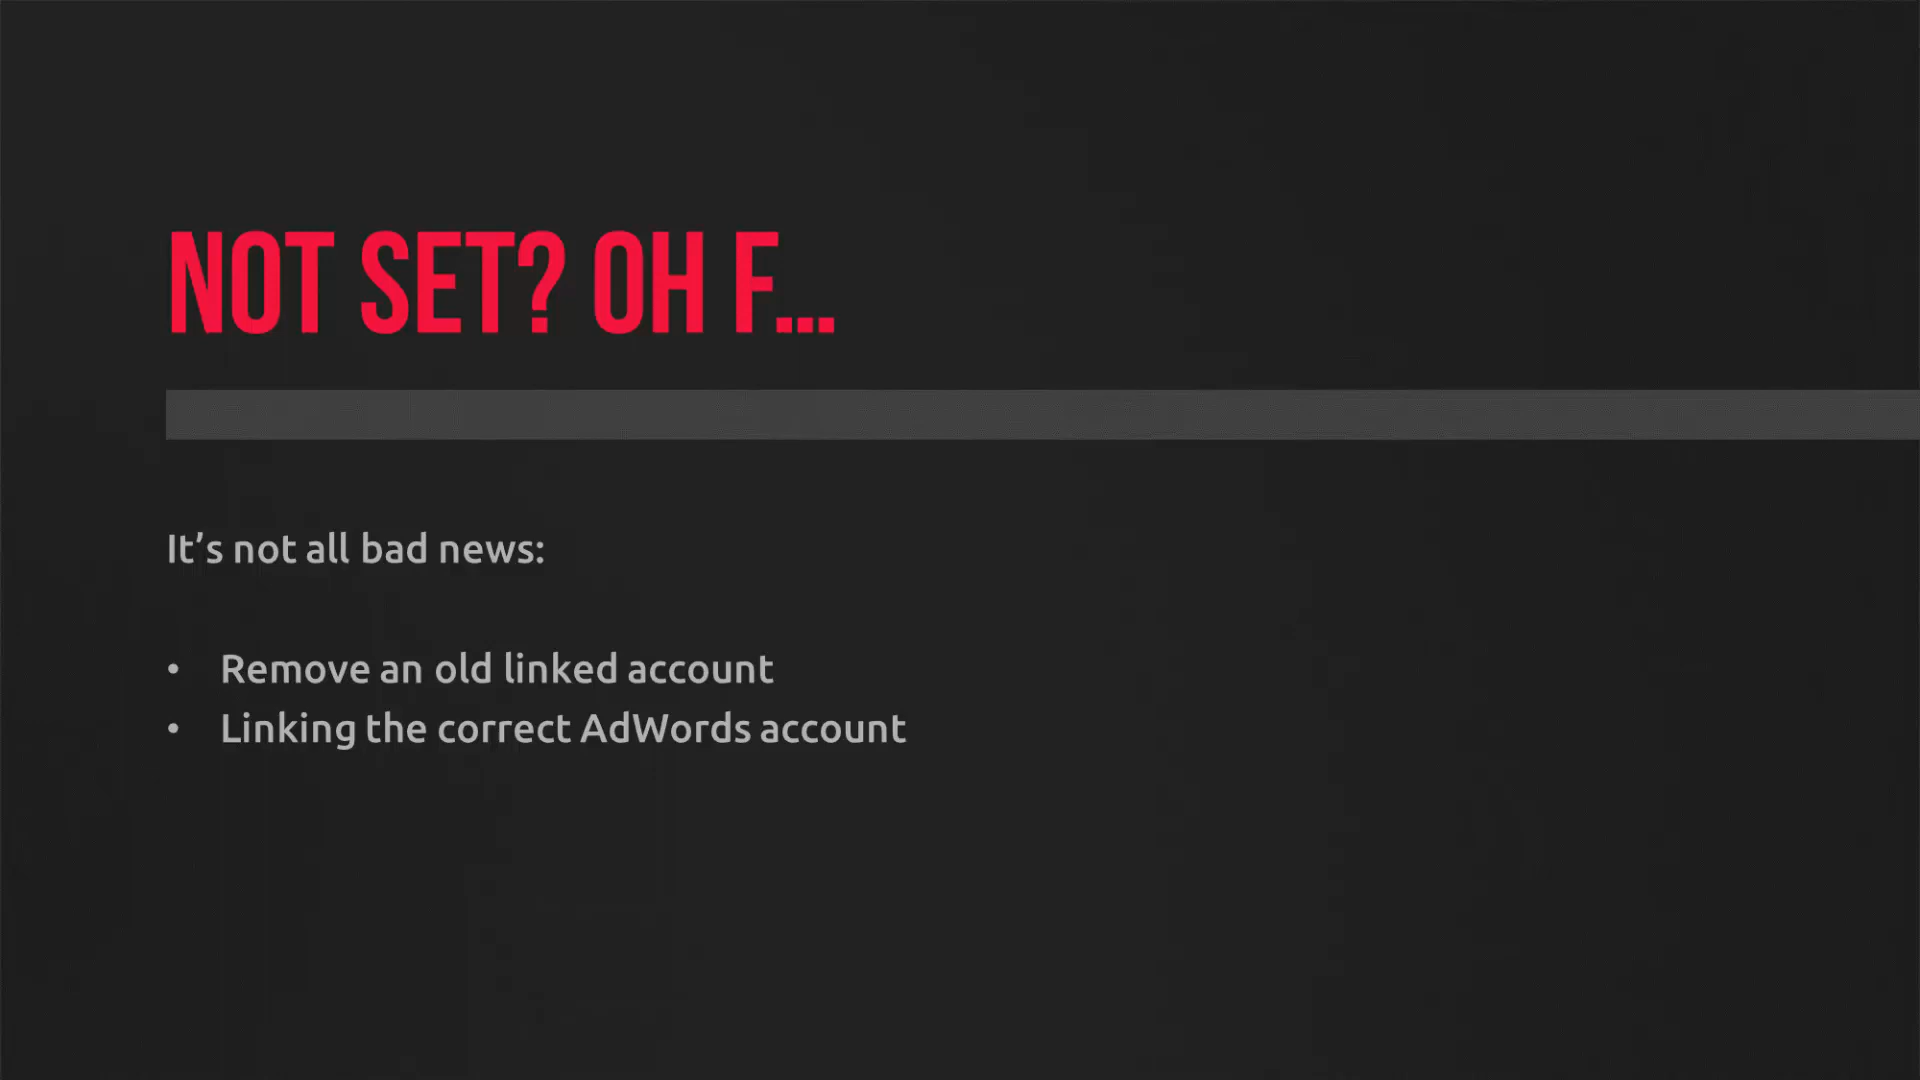 NOT SET? OH F...
It’s not all bad news:
• Remove an old linked account
• Linking the correct AdWords account